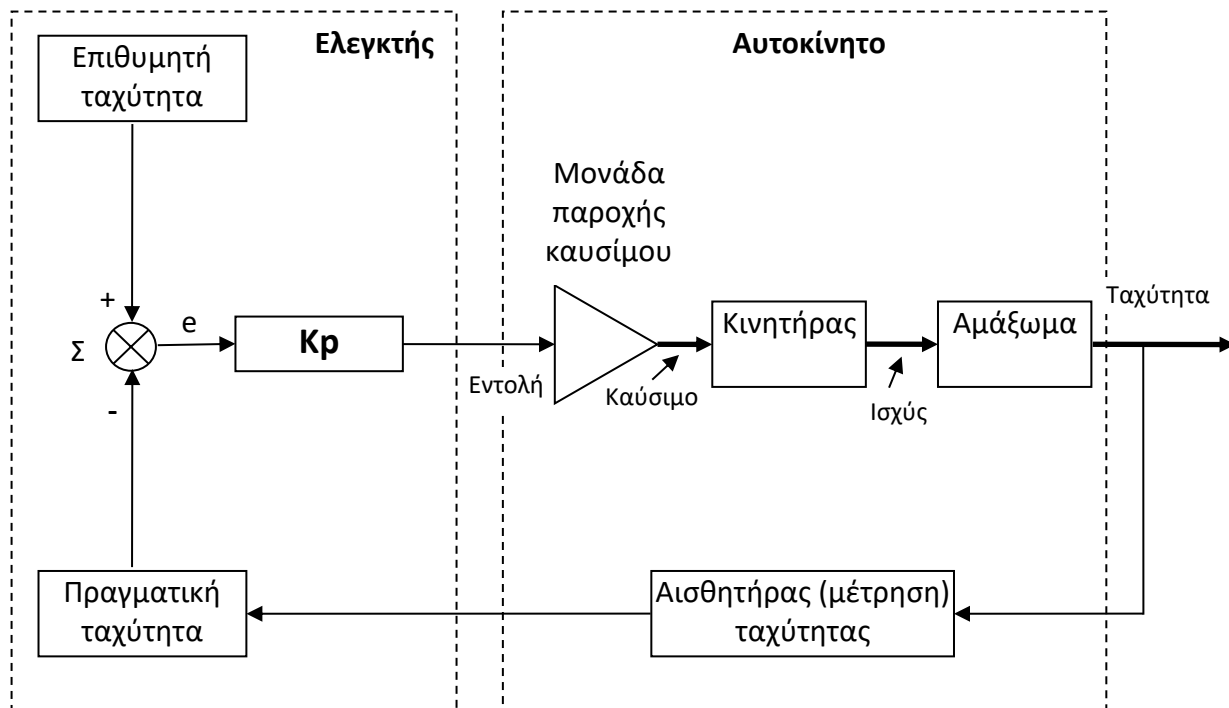 Ελεγκτής
Αυτοκίνητο
Επιθυμητή
ταχύτητα
Μονάδα
παροχής
καυσίμου
+
Σ
e
Kp
-
Εντολή
Καύσιμο
Κινητήρας
Ισχύς
Αμάξωμα
Ταχύτητα
Πραγματική
ταχύτητα
Αισθητήρας (μέτρηση)
ταχύτητας